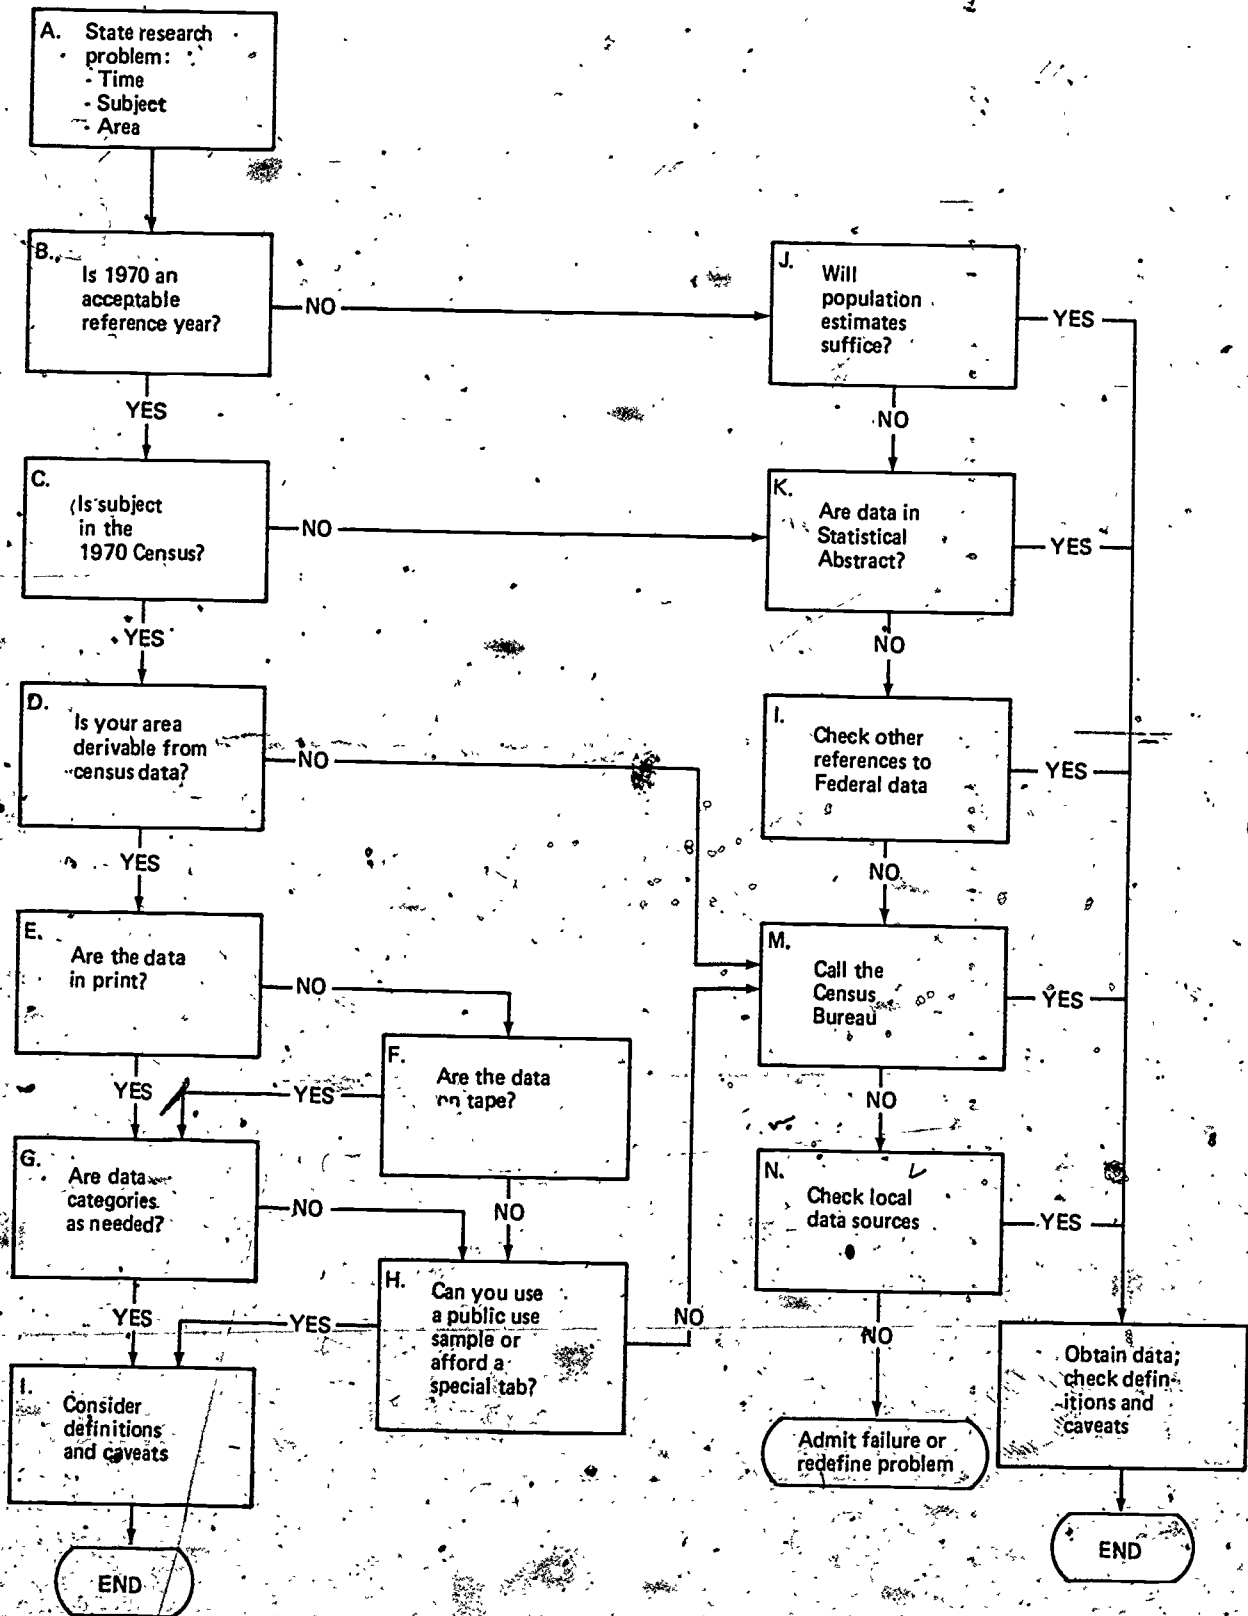 A. State research
problem:
- Time
- Subject
- Area
B.
Is 1970 an
acceptable
reference year?
NO
YES
C.
Is subject
in the
1970 Census?
NO
YES
D.
Is your area
derivable from
census data?
NO
YES
E.
Are the data
in print?
NO
YES
F.
Are the data
on tape?
YES
NO
G.
Are data
categories
as needed?
NO
YES
H.
Can you use
a public use
sample or
afford a
special tab?
YES
NO
I.
Consider
definitions
and caveats
END
J.
Will
population
estimates
suffice?
YES
NO
K.
Are data in
Statistical
Abstract?
YES
NO
I.
Check other
references to
Federal data
YES
NO
M.
Call the
Census
Bureau
YES
NO
N.
Check local
data sources
YES
NO
Admit failure or
redefine problem
Obtain data;
check defin-
itions and
caveats
END